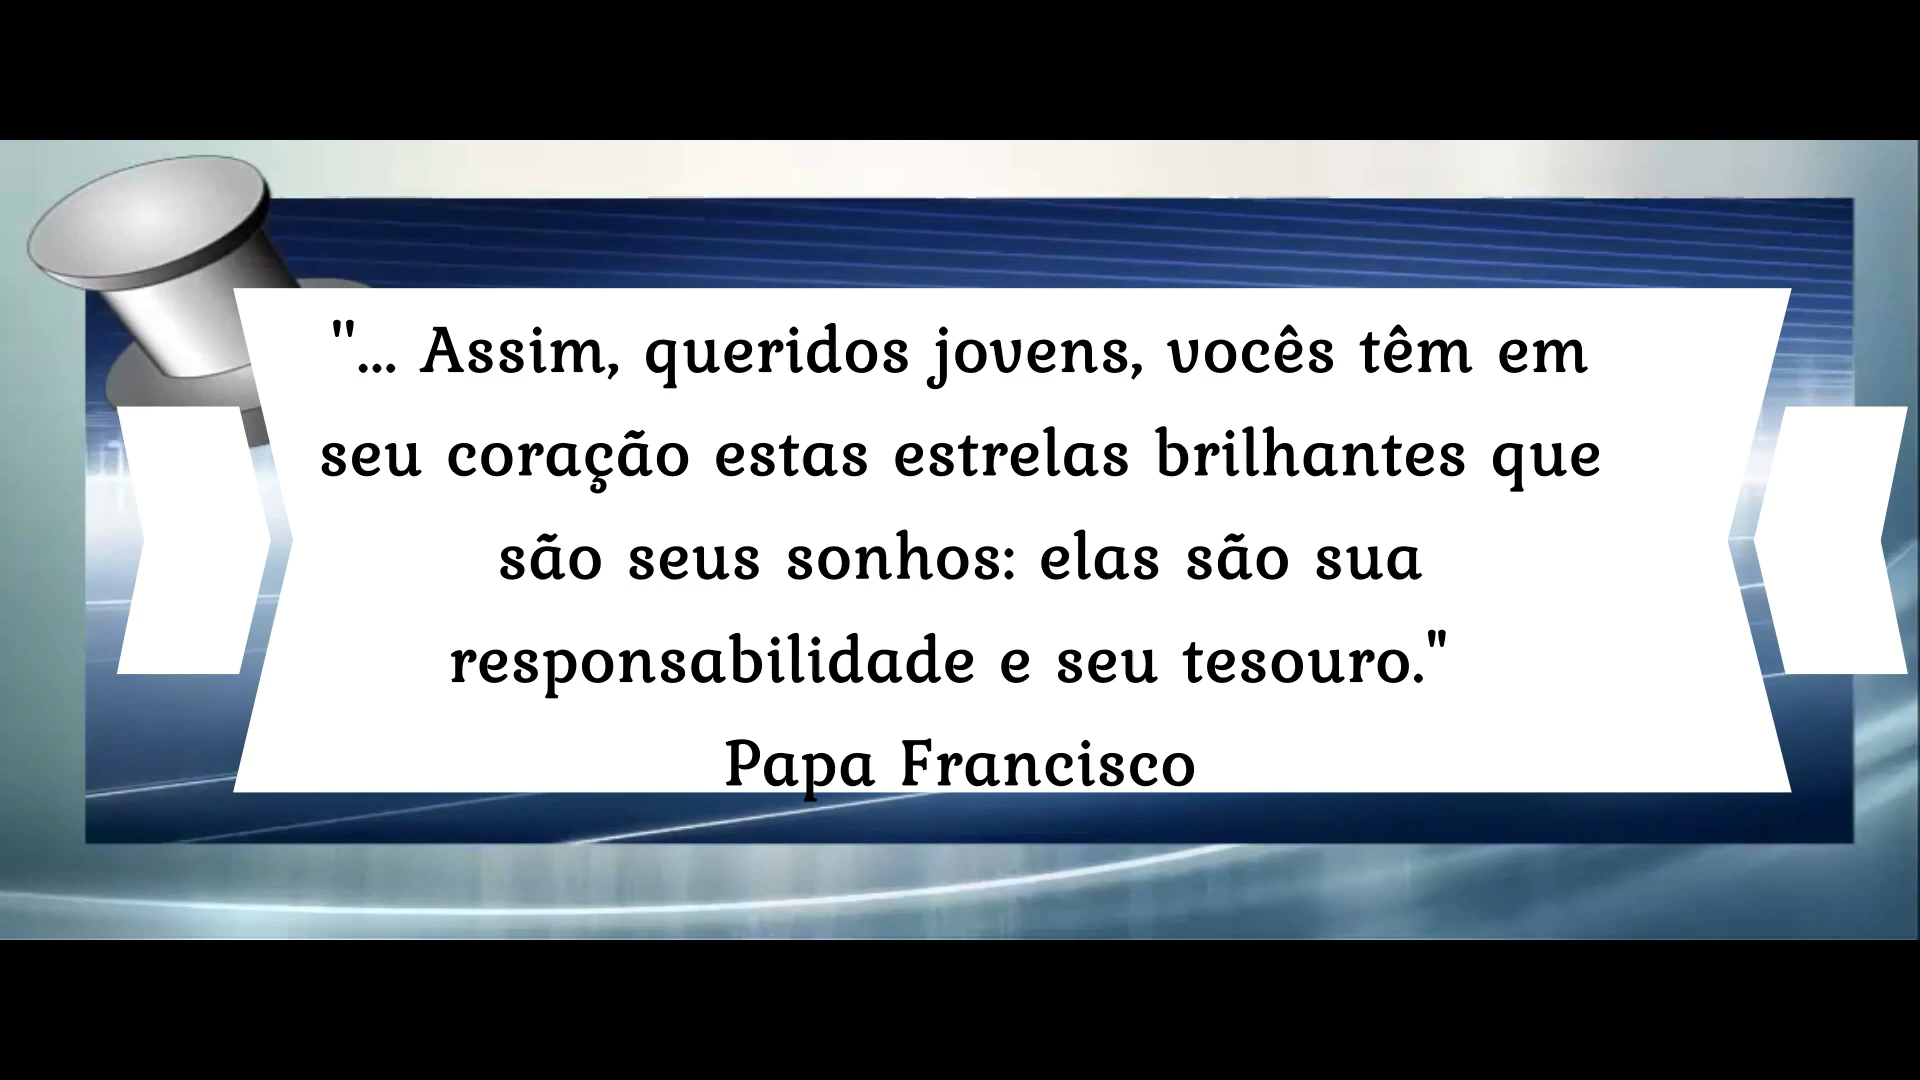 "... Assim, queridos jovens, vocês têm em
seu coração estas estrelas brilhantes que
são seus sonhos: elas são sua
responsabilidade e seu tesouro."
Papa Francisco